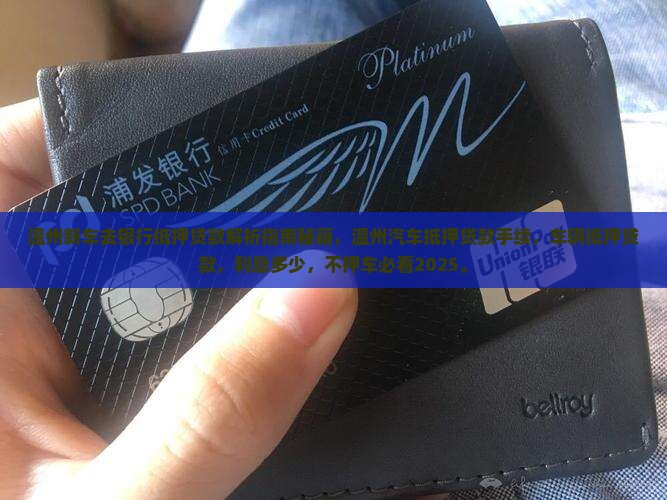 Platinum
浦发银行
信用卡Credit Card
SPD BANK
温州新车去银行抵押贷款解析指南秘籍，温州汽车抵押贷款手续，车辆抵押贷
款，利息多少，不押车必看2025。
UnionPay
银联
bellroy